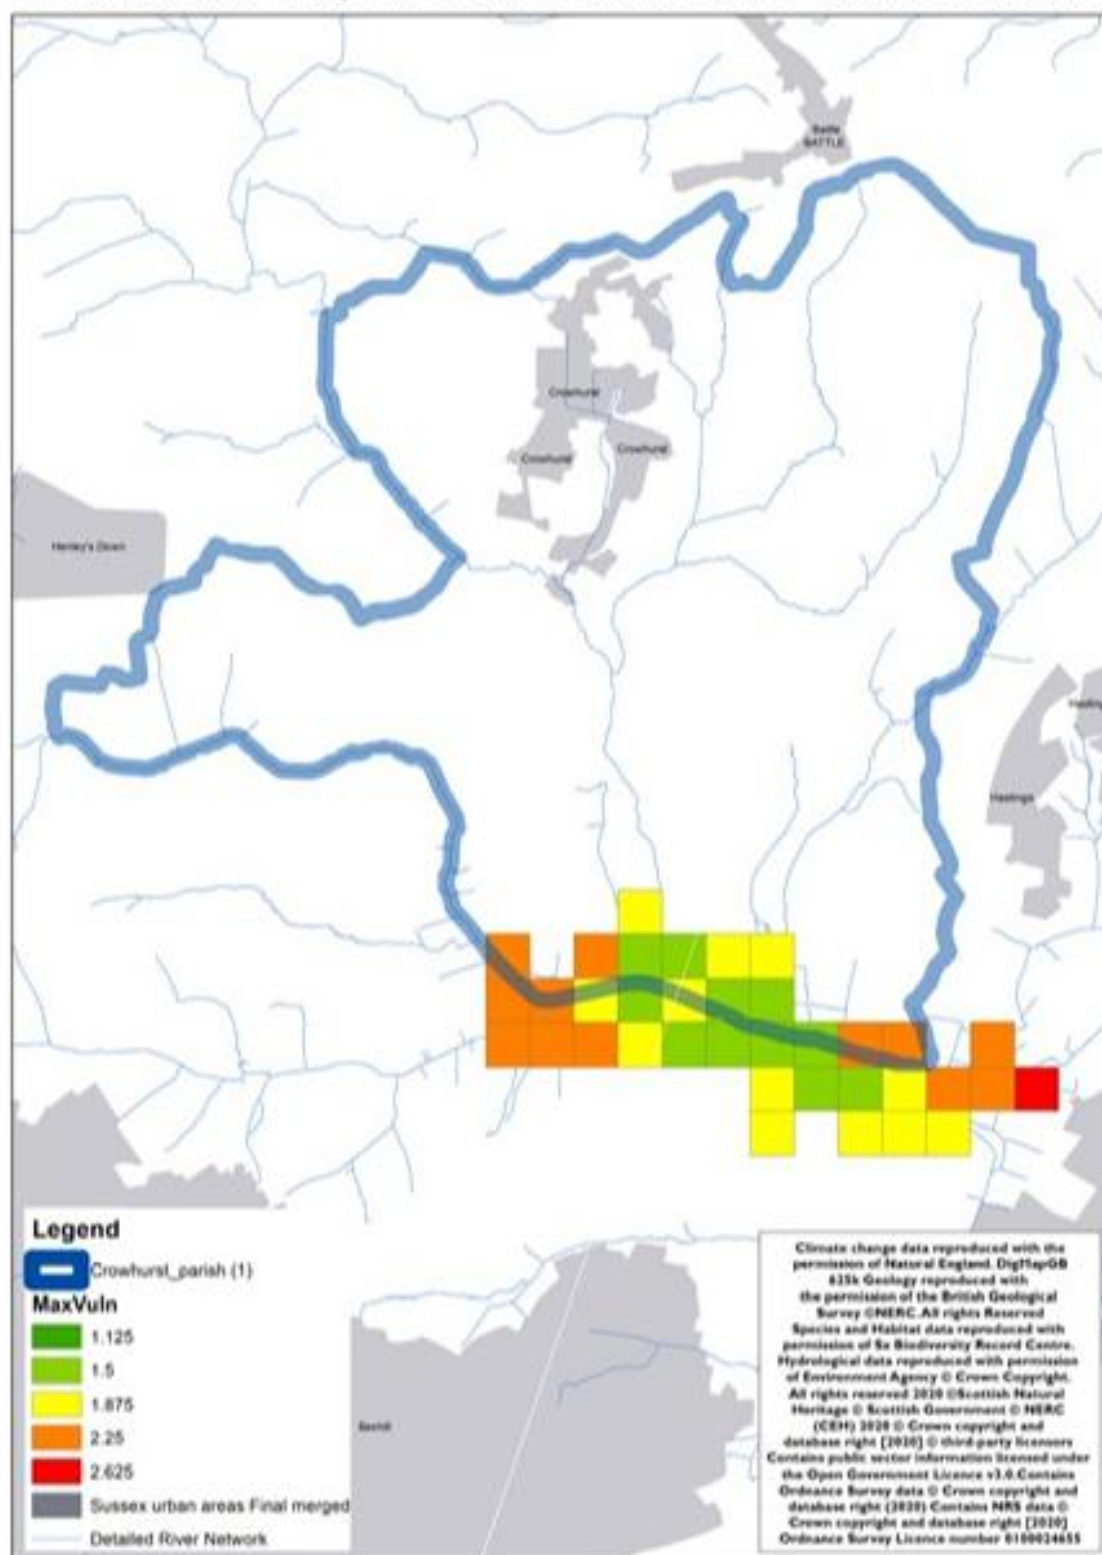 Battle
BATTLE
Crowhurst
Crowhurst
Crowhurst
Henley's Down
Hastings
Hastings
Legend
Crowhurst_parish (1)
MaxVuln
1.125
1.5
1.875
2.25
2.625
Sussex urban areas Final merged
Detailed River Network
Bexhill
Climate change data reproduced with the
permission of Natural England. DigMapGB
625k Geology reproduced with
the permission of the British Geological
Survey ©NERC. All rights Reserved
Species and Habitat data reproduced with
permission of Sx Biodiversity Record Centre.
Hydrological data reproduced with permission
of Environment Agency © Crown Copyright.
All rights reserved 2020 ©Scottish Natural
Heritage © Scottish Government © NERC
(CEH) 2020 © Crown copyright and
database right [2020] © third-party licensors
Contains public sector information licensed under
the Open Government Licence v3.0.Contains
Ordnance Survey data © Crown copyright and
database right (2020) Contains NRS data ©
Crown copyright and database right [2020]
Ordnance Survey Licence number 0100024655